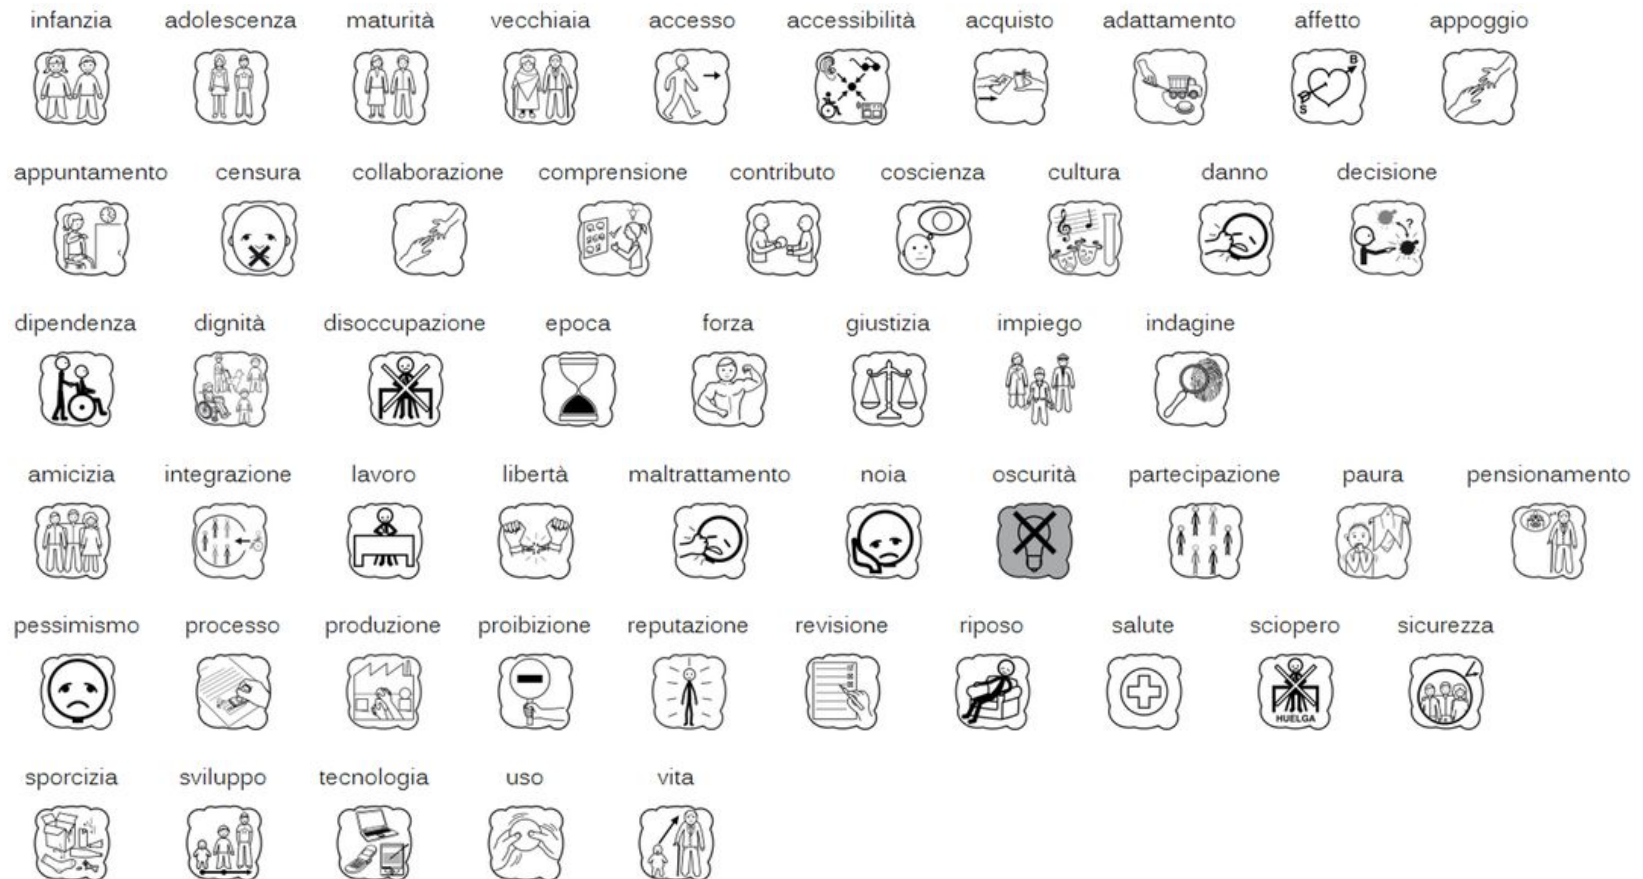 infanzia adolescenza maturità vecchiaia accesso accessibilità acquisto adattamento affetto appoggio
B
S
appuntamento censura collaborazione comprensione contributo coscienza cultura danno decisione
?
dipendenza dignità disoccupazione epoca forza giustizia impiego indagine
amicizia integrazione lavoro libertà maltrattamento noia oscurità partecipazione paura pensionamento
pessimismo processo produzione proibizione reputazione revisione riposo salute sciopero sicurezza
HUELGA
sporcizia sviluppo tecnologia uso vita